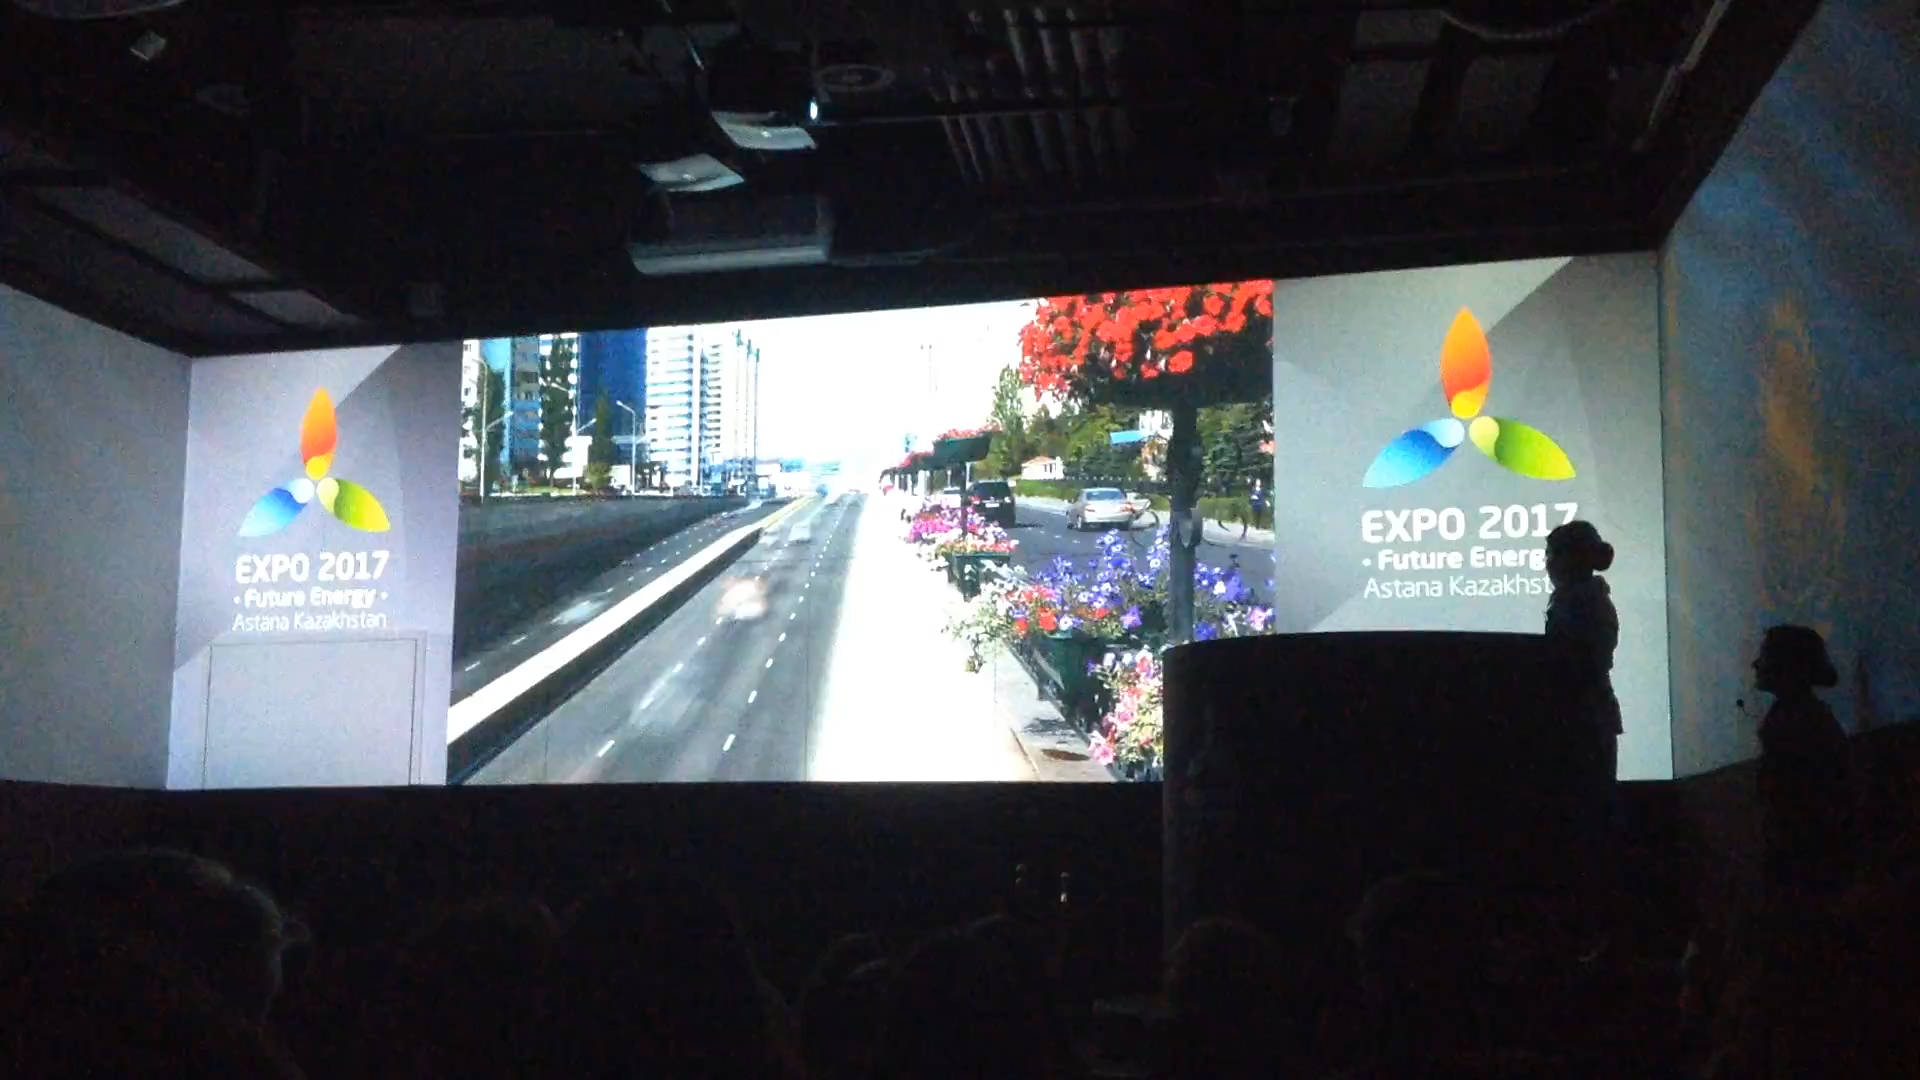 EXPO 2017
• Future Energy •
Astana Kazakhstan
EXPO 2017
• Future Energ
Astana Kazakhst